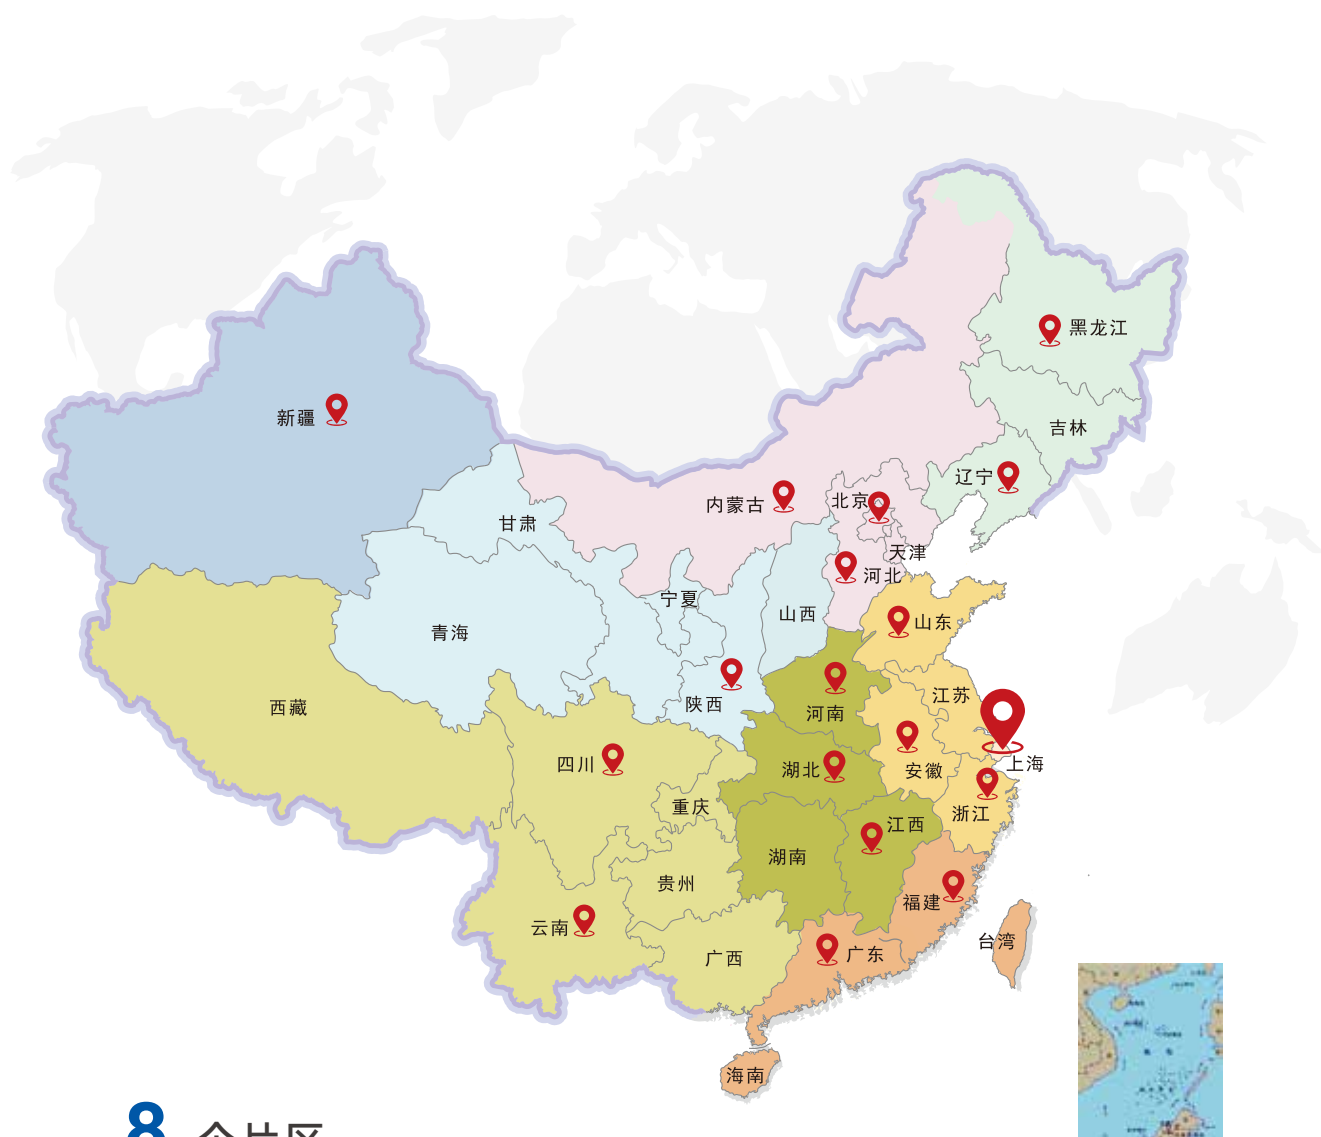 黑龙江
新疆
吉林
辽宁
北京
内蒙古
甘肃
天津
河北
宁夏
山西
山东
青海
江苏
陕西
西藏
河南
上海
四川
湖北
安徽
重庆
浙江
江西
湖南
贵州
福建
云南
台湾
广东
广西
海南
8 个片区